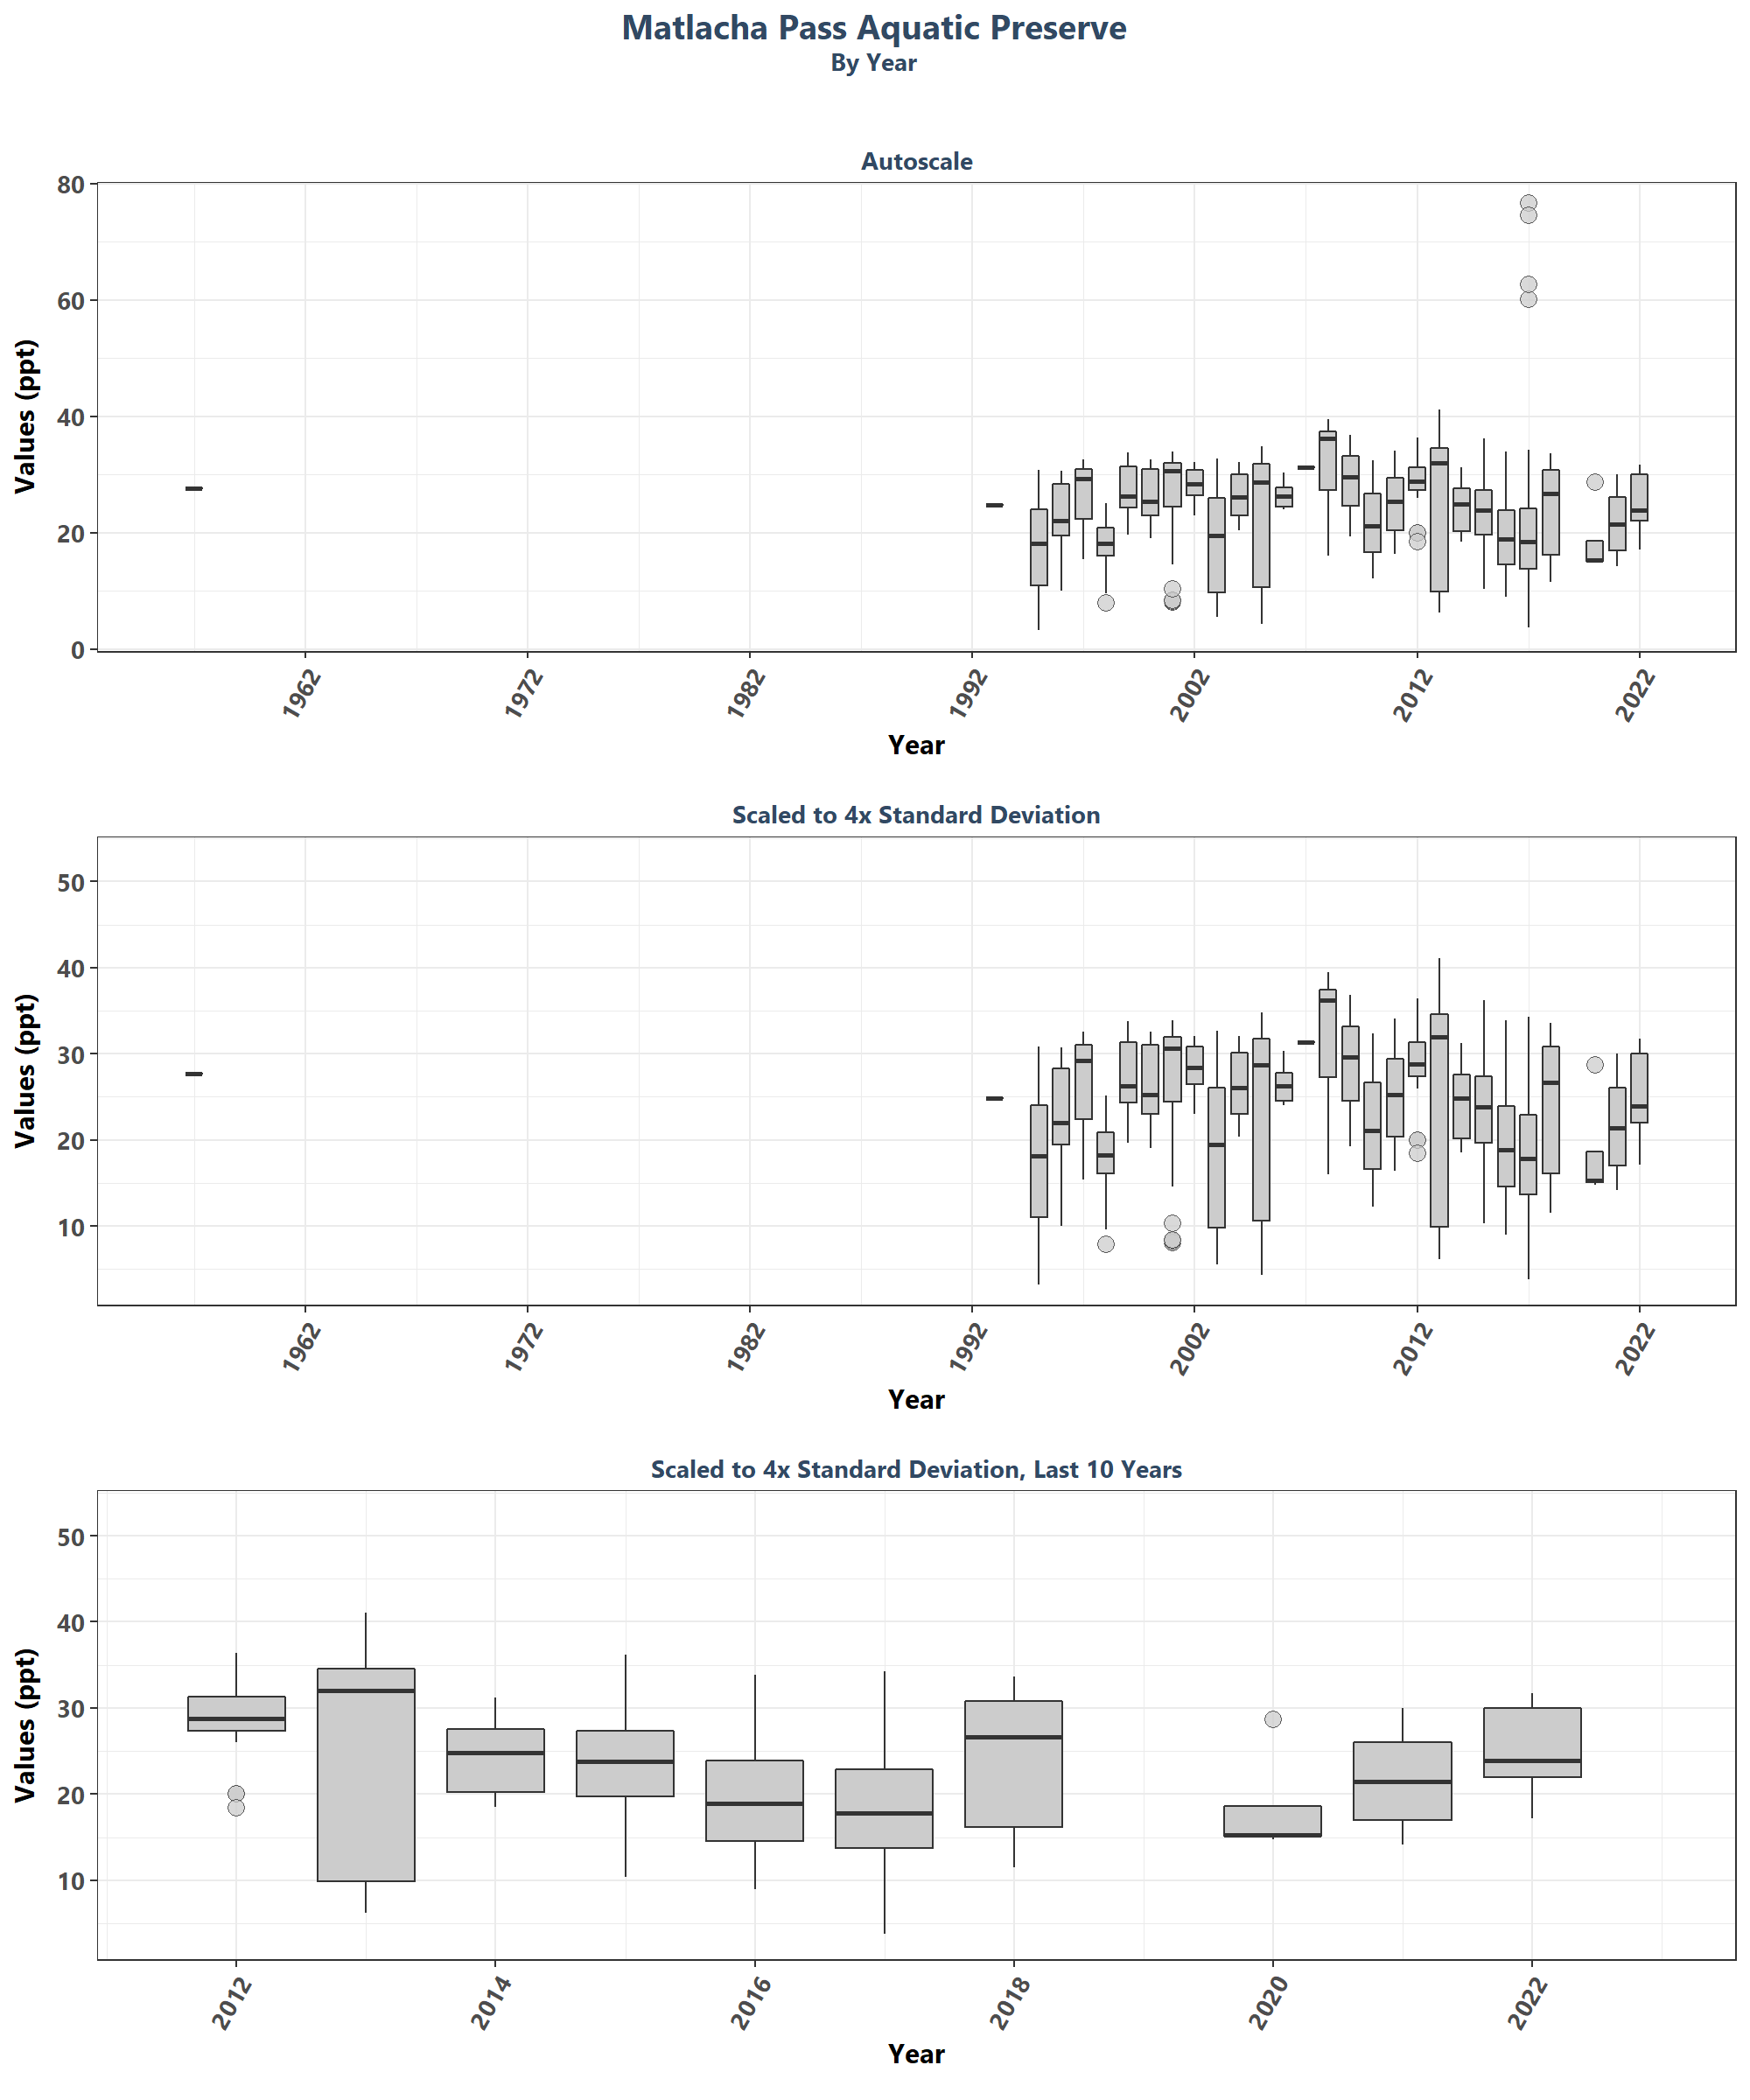 Matlacha Pass Aquatic Preserve
By Year
Autoscale
80
60
40
20
0
Values (ppt)
1962 1972 1982 1992 2002 2012 2022
Year
Scaled to 4x Standard Deviation
50
40
30
20
10
Values (ppt)
1962 1972 1982 1992 2002 2012 2022
Year
Scaled to 4x Standard Deviation, Last 10 Years
50
40
30
20
10
Values (ppt)
2012 2014 2016 2018 2020 2022
Year